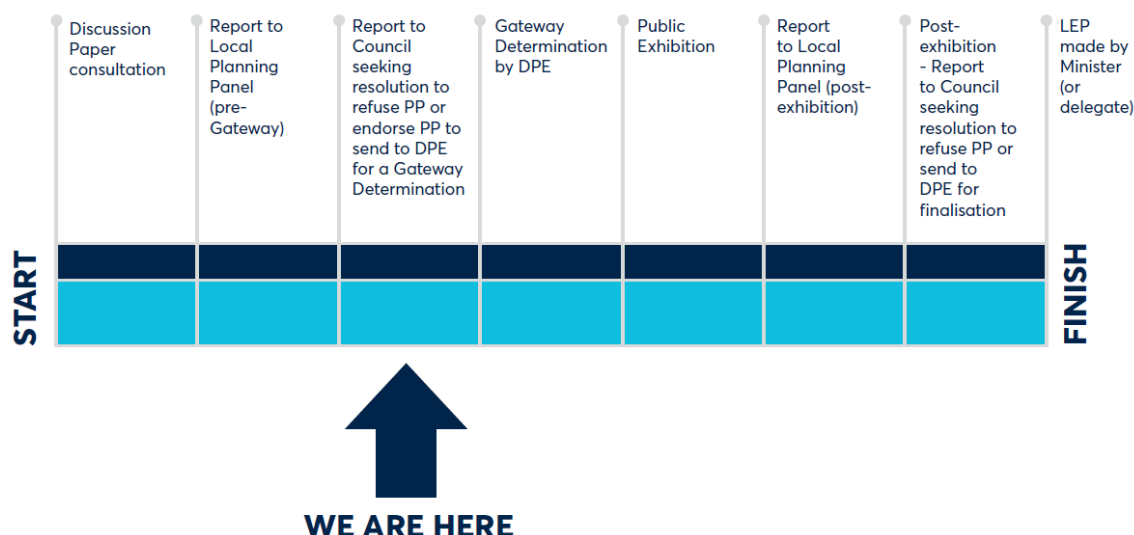 Discussion
Paper
consultation
Report to
Local
Planning
Panel
(pre-
Gateway)
Report to
Council
seeking
resolution to
refuse PP or
endorse PP to
send to DPE
for a Gateway
Determination
Gateway
Determination
by DPE
Public
Exhibition
Report
to Local
Planning
Panel (post-
exhibition)
Post-
exhibition
- Report
to Council
seeking
resolution to
refuse PP or
send to
DPE for
finalisation
LEP
made by
Minister
(or
delegate)
START
FINISH
WE ARE HERE